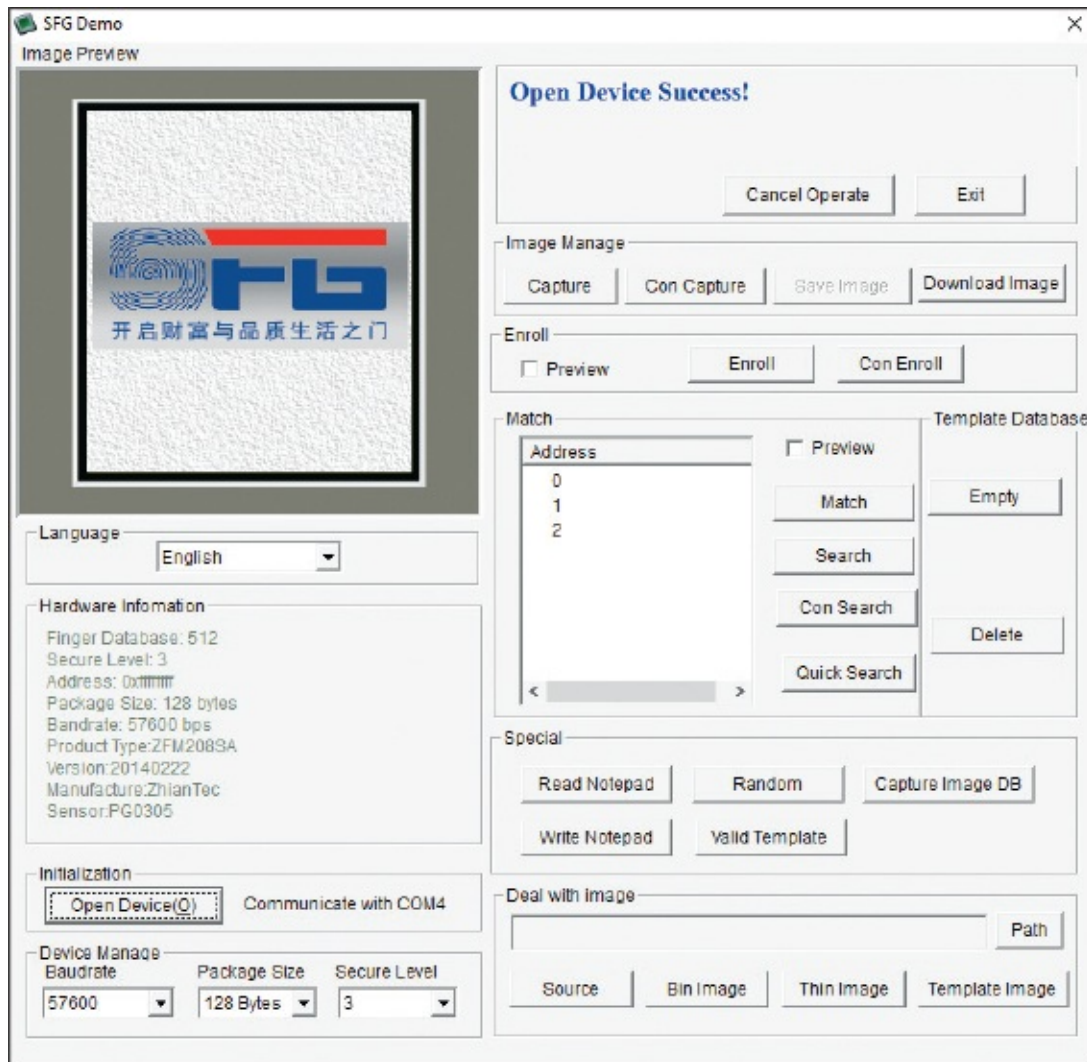 SFG Demo
Image Preview
SFG
开启财富与品质生活之门
Language
English
Hardware Infomation
Finger Database: 512
Secure Level: 3
Address: 0xffffffff
Package Size: 128 bytes
Bandrate: 57600 bps
Product Type:ZFM208SA
Version:20140222
Manufacture:ZhianTec
Sensor:PG0305
Initialization
Open Device(O) Communicate with COM4
Device Manage
Baudrate Package Size Secure Level
57600 128 Bytes 3
Open Device Success!
Cancel Operate Exit
Image Manage
Capture Con Capture Save Image Download Image
Enroll
Preview Enroll Con Enroll
Match
Address
0
1
2
Preview
Match
Search
Con Search
Quick Search
Template Database
Empty
Delete
Special
Read Notepad Random Capture Image DB
Write Notepad Valid Template
Deal with image
Path
Source Bin Image Thin Image Template Image